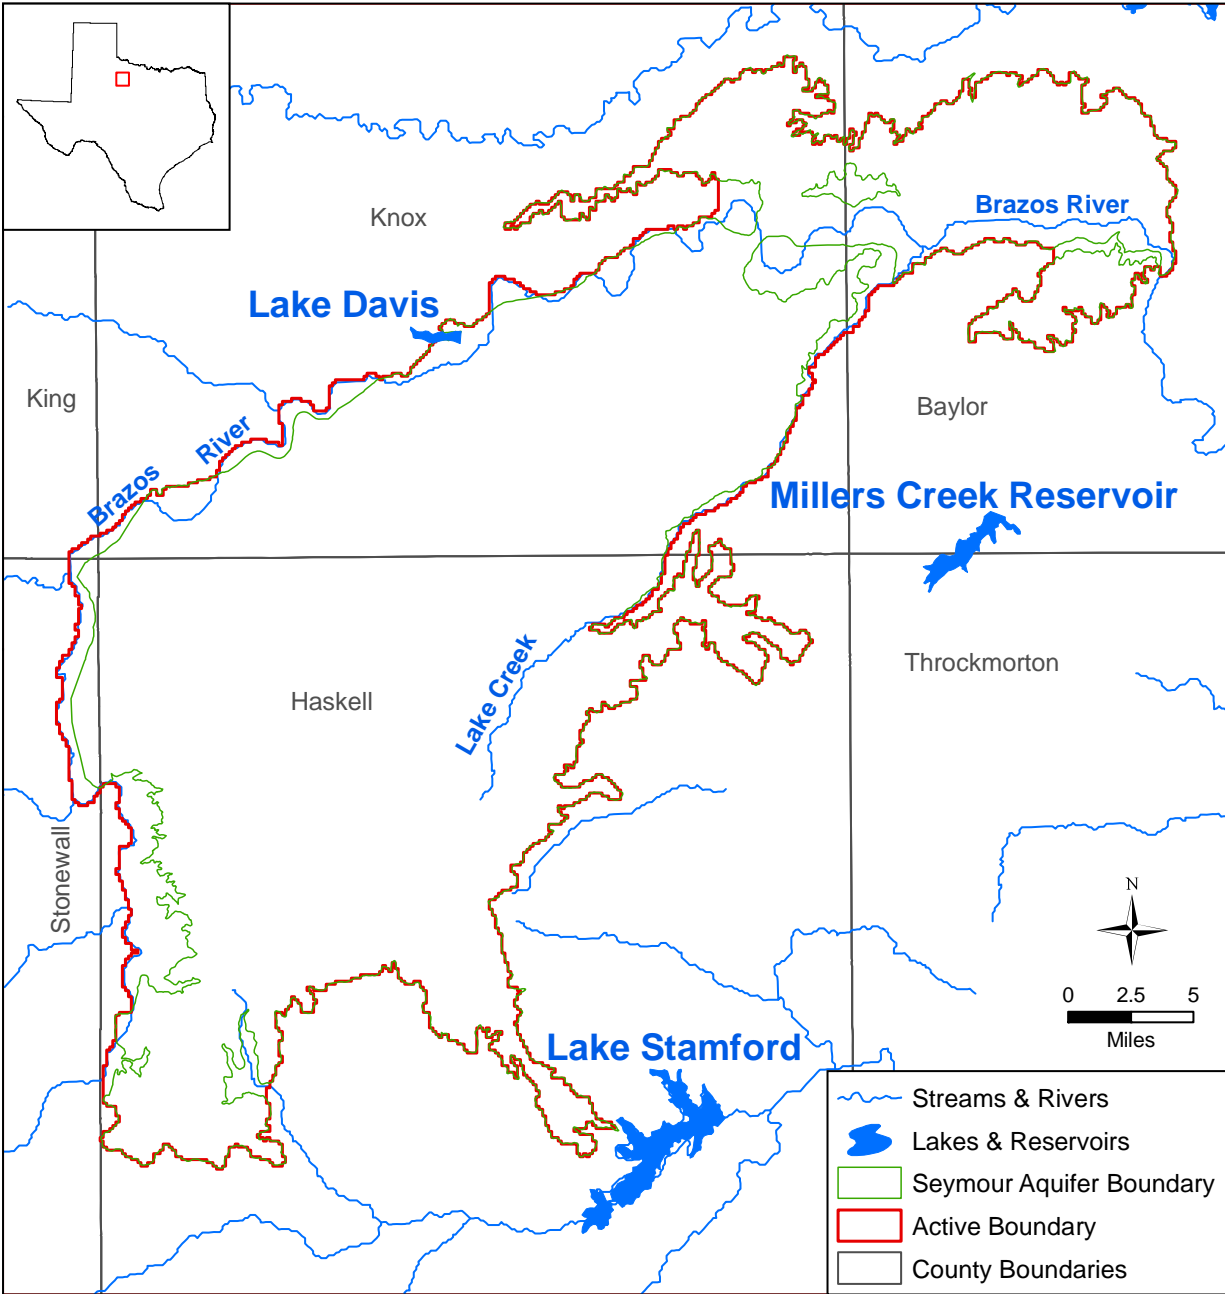 Knox
Brazos River
Lake Davis
King
Baylor
River
Brazos
Millers Creek Reservoir
Lake Creek
Throckmorton
Haskell
Stonewall
N
0 2.5 5
Miles
Lake Stamford
Streams & Rivers
Lakes & Reservoirs
Seymour Aquifer Boundary
Active Boundary
County Boundaries